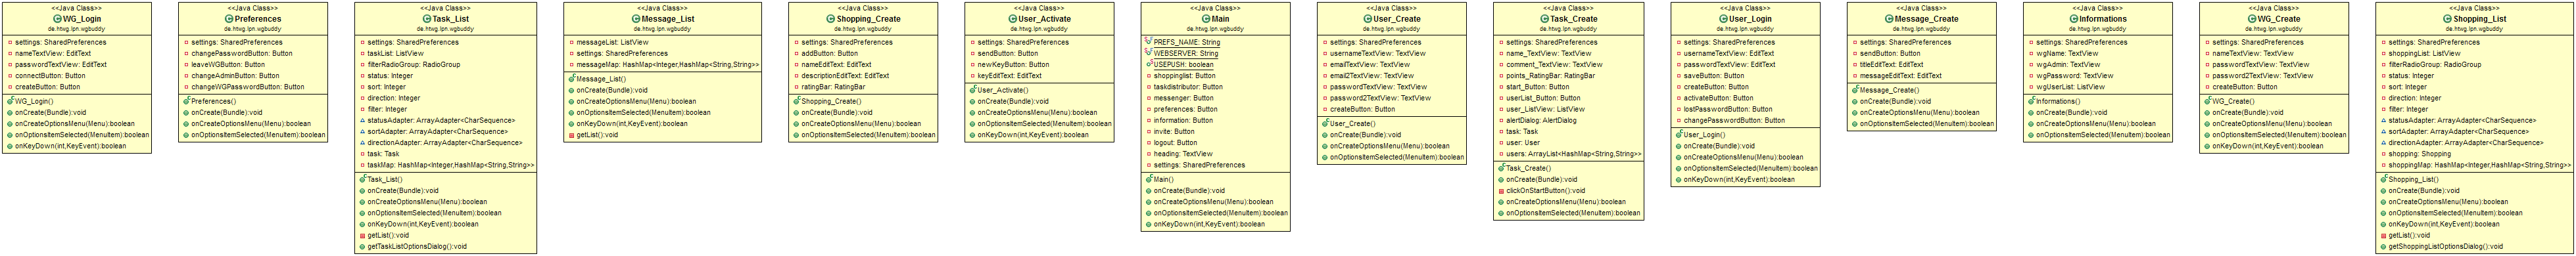 <<Java Class>>
WG_Login
de.htwg.lpn.wgbuddy
settings: SharedPreferences
nameTextView: EditText
passwordTextView: EditText
connectButton: Button
createButton: Button
WG_Login()
onCreate(Bundle):void
onCreateOptionsMenu(Menu):boolean
onOptionsItemSelected(MenuItem):boolean
onKeyDown(int,KeyEvent):boolean
<<Java Class>>
Preferences
de.htwg.lpn.wgbuddy
settings: SharedPreferences
changePasswordButton: Button
leaveWGButton: Button
changeAdminButton: Button
changeWGPasswordButton: Button
Preferences()
onCreate(Bundle):void
onCreateOptionsMenu(Menu):boolean
onOptionsItemSelected(MenuItem):boolean
<<Java Class>>
Task_List
de.htwg.lpn.wgbuddy
settings: SharedPreferences
taskList: ListView
filterRadioGroup: RadioGroup
status: Integer
sort: Integer
direction: Integer
filter: Integer
statusAdapter: ArrayAdapter<CharSequence>
sortAdapter: ArrayAdapter<CharSequence>
directionAdapter: ArrayAdapter<CharSequence>
task: Task
taskMap: HashMap<Integer,HashMap<String,String>>
Task_List()
onCreate(Bundle):void
onCreateOptionsMenu(Menu):boolean
onOptionsItemSelected(MenuItem):boolean
onKeyDown(int,KeyEvent):boolean
getList():void
getTaskListOptionsDialog():void
<<Java Class>>
Message_List
de.htwg.lpn.wgbuddy
messageList: ListView
settings: SharedPreferences
messageMap: HashMap<Integer,HashMap<String,String>>
Message_List()
onCreate(Bundle):void
onCreateOptionsMenu(Menu):boolean
onOptionsItemSelected(MenuItem):boolean
onKeyDown(int,KeyEvent):boolean
getList():void
<<Java Class>>
Shopping_Create
de.htwg.lpn.wgbuddy
settings: SharedPreferences
addButton: Button
nameEditText: EditText
descriptionEditText: EditText
ratingBar: RatingBar
Shopping_Create()
onCreate(Bundle):void
onCreateOptionsMenu(Menu):boolean
onOptionsItemSelected(MenuItem):boolean
<<Java Class>>
User_Activate
de.htwg.lpn.wgbuddy
settings: SharedPreferences
sendButton: Button
newKeyButton: Button
keyEditText: EditText
User_Activate()
onCreate(Bundle):void
onCreateOptionsMenu(Menu):boolean
onOptionsItemSelected(MenuItem):boolean
onKeyDown(int,KeyEvent):boolean
<<Java Class>>
Main
de.htwg.lpn.wgbuddy
PREFS_NAME: String
WEBSERVER: String
USEPUSH: boolean
shoppinglist: Button
taskdistributor: Button
messenger: Button
preferences: Button
information: Button
invite: Button
logout: Button
heading: TextView
settings: SharedPreferences
Main()
onCreate(Bundle):void
onCreateOptionsMenu(Menu):boolean
onOptionsItemSelected(MenuItem):boolean
onKeyDown(int,KeyEvent):boolean
<<Java Class>>
User_Create
de.htwg.lpn.wgbuddy
settings: SharedPreferences
usernameTextView: TextView
emailTextView: TextView
email2TextView: TextView
passwordTextView: TextView
password2TextView: TextView
createButton: Button
User_Create()
onCreate(Bundle):void
onCreateOptionsMenu(Menu):boolean
onOptionsItemSelected(MenuItem):boolean
<<Java Class>>
Task_Create
de.htwg.lpn.wgbuddy
settings: SharedPreferences
name_TextView: TextView
comment_TextView: TextView
points_RatingBar: RatingBar
start_Button: Button
userList_Button: Button
user_ListView: ListView
alertDialog: AlertDialog
task: Task
user: User
users: ArrayList<HashMap<String,String>>
Task_Create()
onCreate(Bundle):void
clickOnStartButton():void
onCreateOptionsMenu(Menu):boolean
onOptionsItemSelected(MenuItem):boolean
<<Java Class>>
User_Login
de.htwg.lpn.wgbuddy
settings: SharedPreferences
usernameTextView: EditText
passwordTextView: EditText
saveButton: Button
createButton: Button
activateButton: Button
lostPasswordButton: Button
changePasswordButton: Button
User_Login()
onCreate(Bundle):void
onCreateOptionsMenu(Menu):boolean
onOptionsItemSelected(MenuItem):boolean
onKeyDown(int,KeyEvent):boolean
<<Java Class>>
Message_Create
de.htwg.lpn.wgbuddy
settings: SharedPreferences
sendButton: Button
titleEditText: EditText
messageEditText: EditText
Message_Create()
onCreate(Bundle):void
onCreateOptionsMenu(Menu):boolean
onOptionsItemSelected(MenuItem):boolean
<<Java Class>>
Informations
de.htwg.lpn.wgbuddy
settings: SharedPreferences
wgName: TextView
wgAdmin: TextView
wgPassword: TextView
wgUserList: ListView
Informations()
onCreate(Bundle):void
onCreateOptionsMenu(Menu):boolean
onOptionsItemSelected(MenuItem):boolean
<<Java Class>>
WG_Create
de.htwg.lpn.wgbuddy
settings: SharedPreferences
nameTextView: TextView
passwordTextView: TextView
password2TextView: TextView
createButton: Button
WG_Create()
onCreate(Bundle):void
onCreateOptionsMenu(Menu):boolean
onOptionsItemSelected(MenuItem):boolean
onKeyDown(int,KeyEvent):boolean
<<Java Class>>
Shopping_List
de.htwg.lpn.wgbuddy
settings: SharedPreferences
shoppingList: ListView
filterRadioGroup: RadioGroup
status: Integer
sort: Integer
direction: Integer
filter: Integer
statusAdapter: ArrayAdapter<CharSequence>
sortAdapter: ArrayAdapter<CharSequence>
directionAdapter: ArrayAdapter<CharSequence>
shopping: Shopping
shoppingMap: HashMap<Integer,HashMap<String,String>>
Shopping_List()
onCreate(Bundle):void
onCreateOptionsMenu(Menu):boolean
onOptionsItemSelected(MenuItem):boolean
onKeyDown(int,KeyEvent):boolean
getList():void
getShoppingListOptionsDialog():void